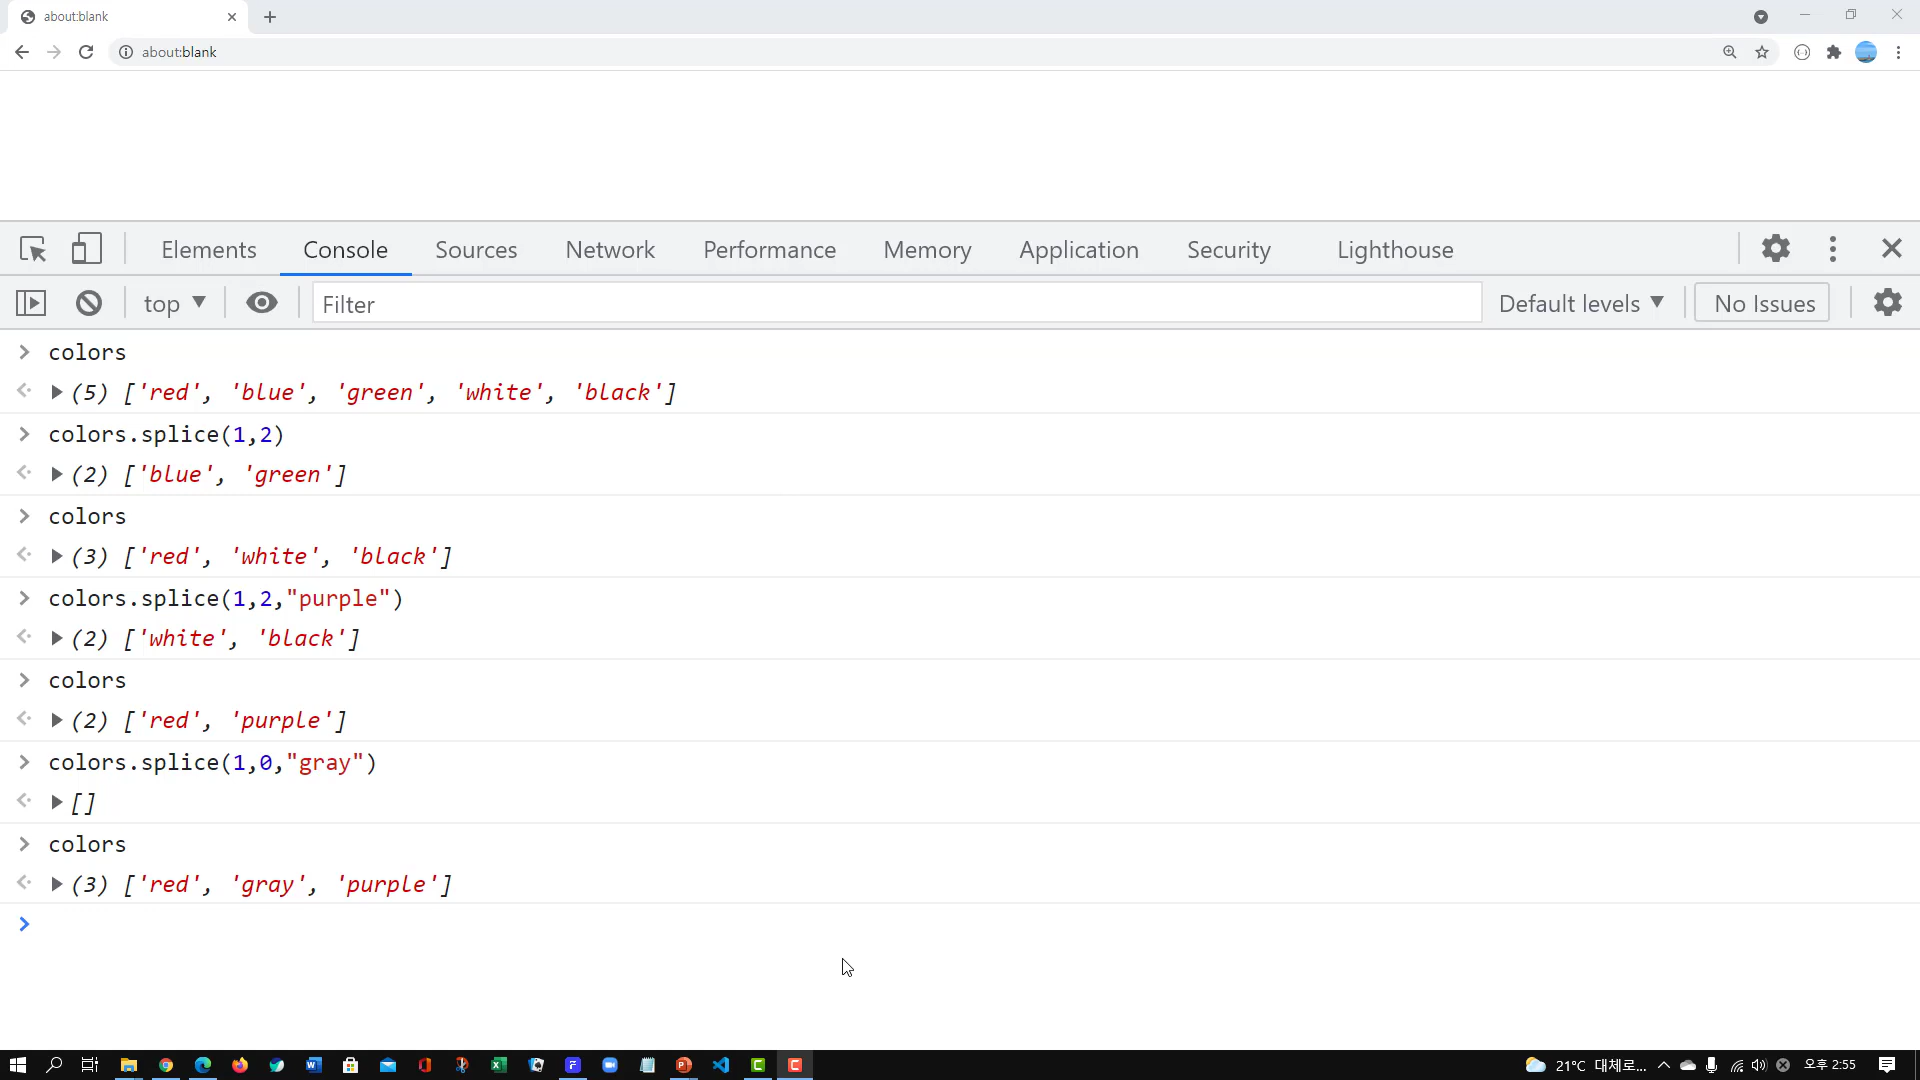 about:blank
about:blank
Elements Console Sources Network Performance Memory Application Security Lighthouse
top Filter Default levels No Issues
> colors
(5) ['red', 'blue', 'green', 'white', 'black']
> colors.splice(1,2)
(2) ['blue', 'green']
> colors
(3) ['red', 'white', 'black']
> colors.splice(1,2,"purple")
(2) ['white', 'black']
> colors
(2) ['red', 'purple']
> colors.splice(1,0,"gray")
[]
> colors
(3) ['red', 'gray', 'purple']
>
21°C 대체로... 오후 2:55